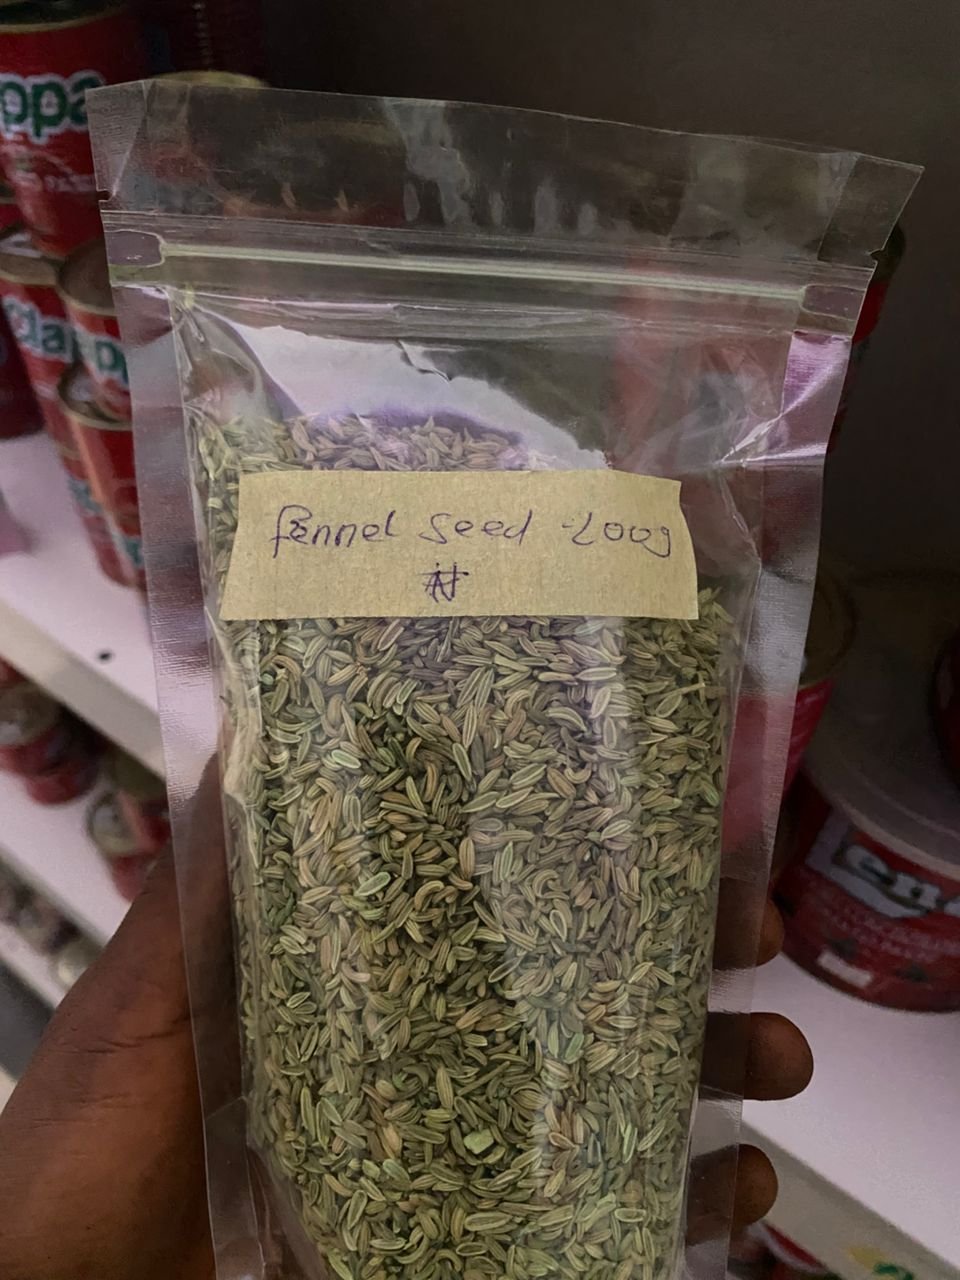 fennel seed - 200g
₦